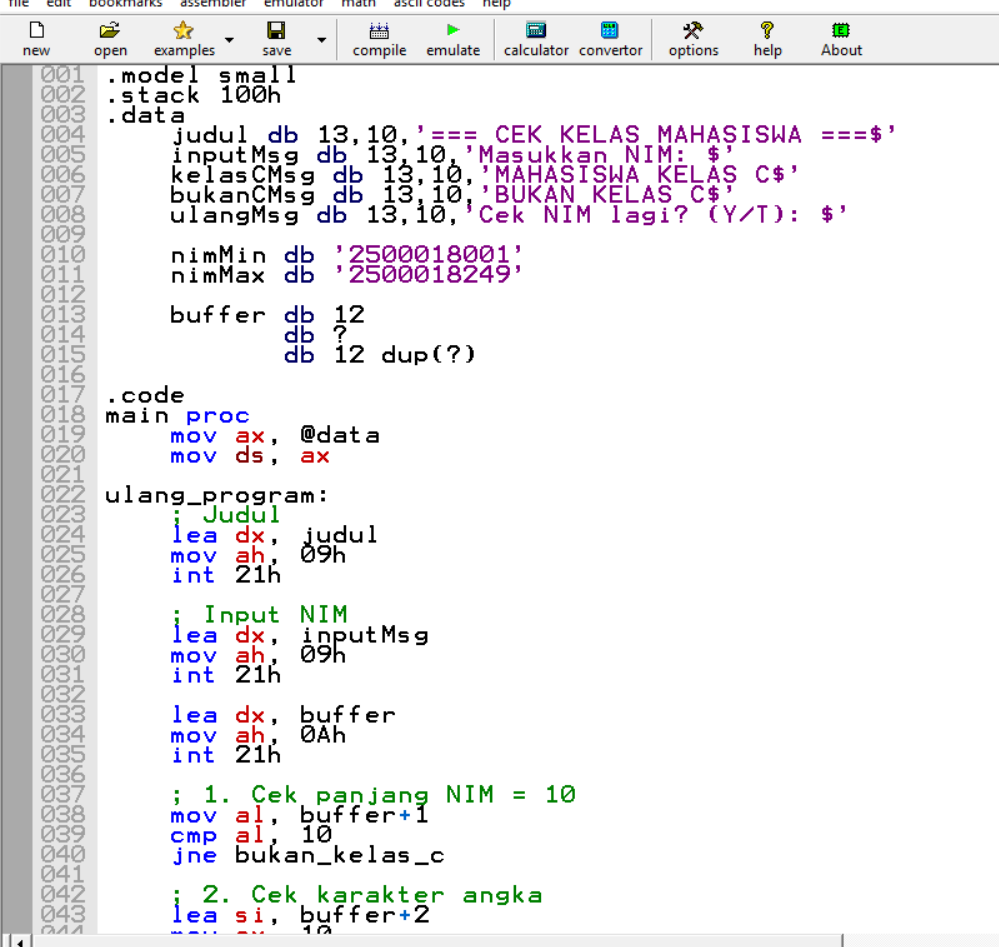 file edit bookmarks assembler emulator math ascii codes help
new open examples save compile emulate calculator convertor options help About
001 .model small
002 .stack 100h
003 .data
004 judul db 13,10,'=== CEK KELAS MAHASISWA ===$'
005 inputMsg db 13,10,'Masukkan NIM: $'
006 kelasCMsg db 13,10,'MAHASISWA KELAS C$'
007 bukanCMsg db 13,10,'BUKAN KELAS C$'
008 ulangMsg db 13,10,'Cek NIM lagi? (Y/T): $'
009
010 nimMin db '2500018001'
011 nimMax db '2500018249'
012
013 buffer db 12
014 db ?
015 db 12 dup(?)
016
017 .code
018 main proc
019 mov ax, @data
020 mov ds, ax
021
022 ulang_program:
023 ; Judul
024 lea dx, judul
025 mov ah, 09h
026 int 21h
027
028 ; Input NIM
029 lea dx, inputMsg
030 mov ah, 09h
031 int 21h
032
033 lea dx, buffer
034 mov ah, 0Ah
035 int 21h
036
037 ; 1. Cek panjang NIM = 10
038 mov al, buffer+1
039 cmp al, 10
040 jne bukan_kelas_c
041
042 ; 2. Cek karakter angka
043 lea si, buffer+2
044 mov cx, 10